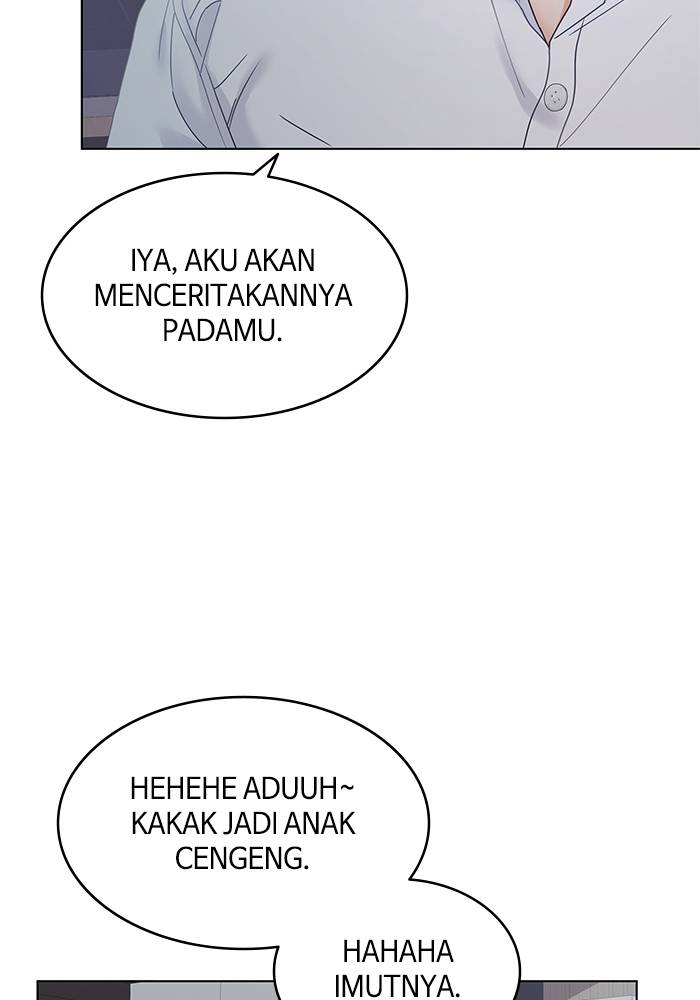 IYA, AKU AKAN
MENCERITAKANNYA
PADAMU.
HEHEHE ADUUH~
KAKAK JADI ANAK
CENGENG.
HAHAHA
IMUTNYA.